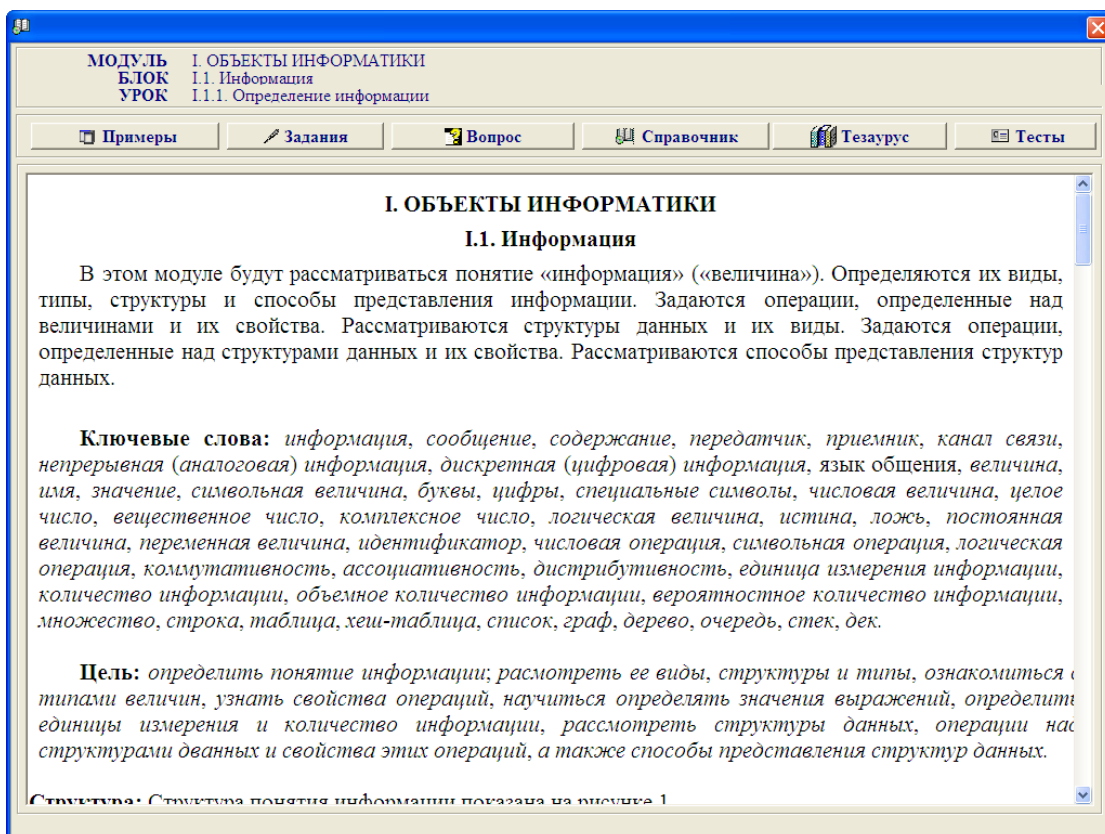 МОДУЛЬ I. ОБЪЕКТЫ ИНФОРМАТИКИ
БЛОК I.1. Информация
УРОК I.1.1. Определение информации
Примеры Задания Вопрос Справочник Тезаурус Тесты
I. ОБЪЕКТЫ ИНФОРМАТИКИ
I.1. Информация
В этом модуле будут рассматриваться понятие «информация» («величина»). Определяются их виды,
типы, структуры и способы представления информации. Задаются операции, определенные над
величинами и их свойства. Рассматриваются структуры данных и их виды. Задаются операции,
определенные над структурами данных и их свойства. Рассматриваются способы представления структур
данных.
Ключевые слова: информация, сообщение, содержание, передатчик, приемник, канал связи,
непрерывная (аналоговая) информация, дискретная (цифровая) информация, язык общения, величина,
имя, значение, символьная величина, буквы, цифры, специальные символы, числовая величина, целое
число, вещественное число, комплексное число, логическая величина, истина, ложь, постоянная
величина, переменная величина, идентификатор, числовая операция, символьная операция, логическая
операция, коммутативность, ассоциативность, дистрибутивность, единица измерения информации,
количество информации, объемное количество информации, вероятностное количество информации,
множество, строка, таблица, хеш-таблица, список, граф, дерево, очередь, стек, дек.
Цель: определить понятие информации; расмотреть ее виды, структуры и типы, ознакомиться с
типами величин, узнать свойства операций, научиться определять значения выражений, определить
единицы измерения и количество информации, рассмотреть структуры данных, операции над
структурами дванных и свойства этих операций, а также способы представления структур данных.
Структура: Структура понятия информации показана на рисунке 1